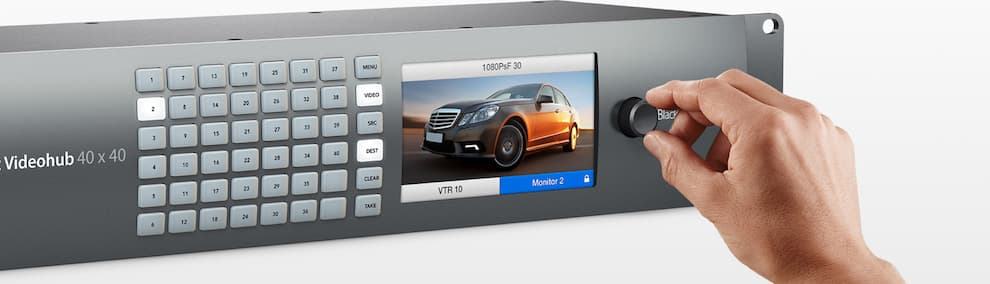 Videohub 40 x 40
1 7 13 19 25 31 37 MENU
2 8 14 20 26 32 38 VIDEO
3 9 15 21 27 33 39 SRC
4 10 16 22 28 34 40 DEST
5 11 17 23 29 35 CLEAR
6 12 18 24 30 36 TAKE
1080PsF 30
VTR 10
Monitor 2
Black